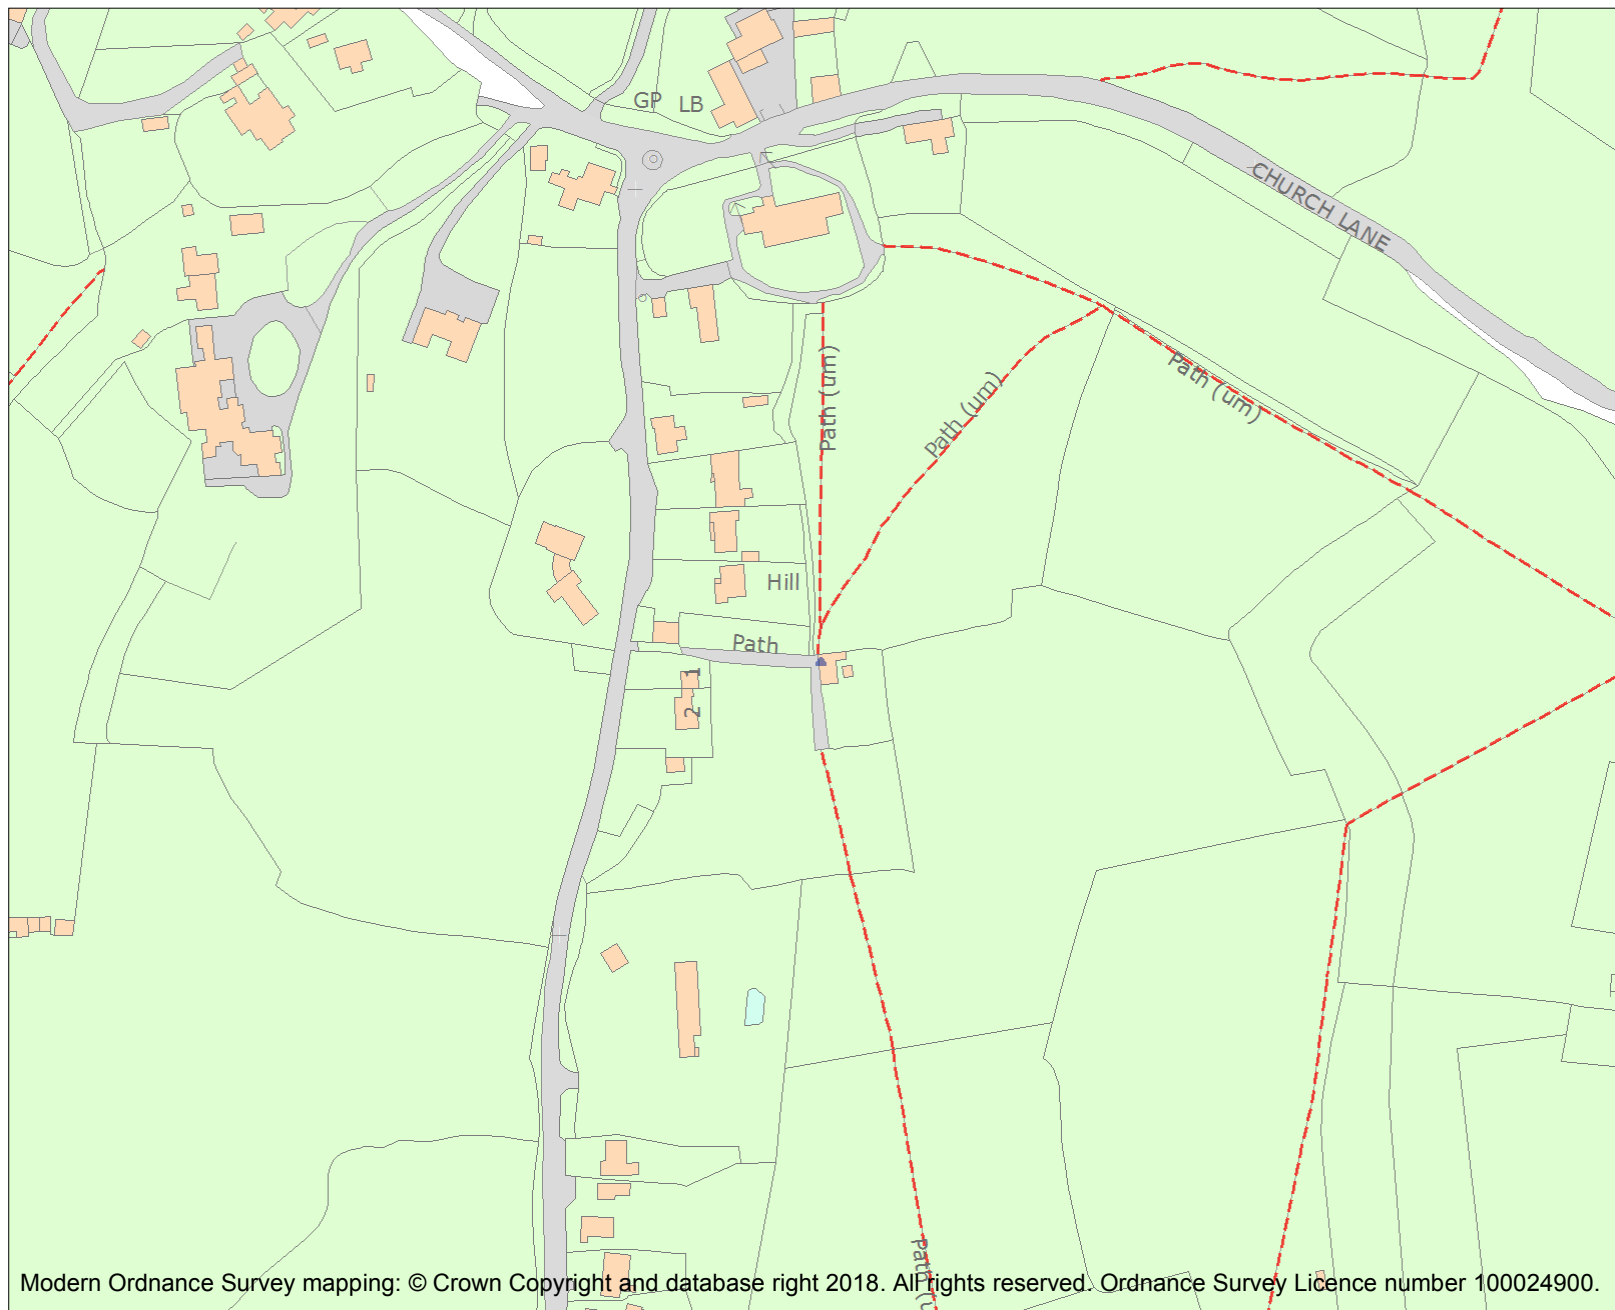 GP LB
CHURCH LANE
Path (um)
Path (um)
Path (um)
Hill
Path
1
2
Path (u
Modern Ordnance Survey mapping: © Crown Copyright and database right 2018. All rights reserved. Ordnance Survey Licence number 100024900.